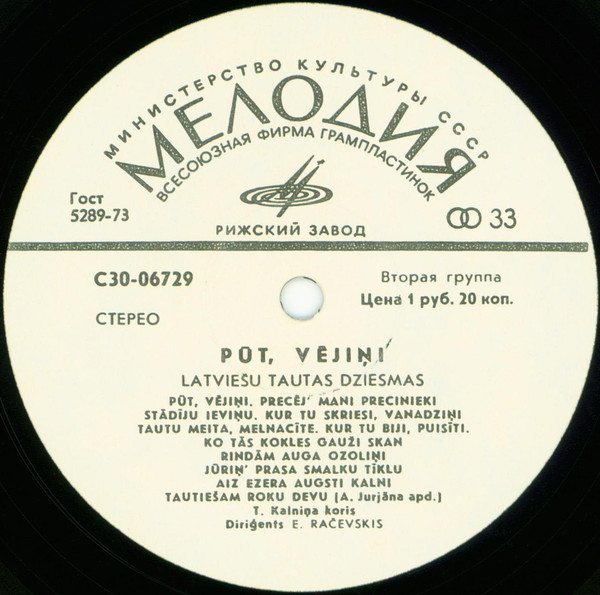 МИНИСТЕРСТВО КУЛЬТУРЫ СССР
МЕЛОДИЯ
ВСЕСОЮЗНАЯ ФИРМА ГРАМПЛАСТИНОК
Гост
5289-73
33
РИЖСКИЙ ЗАВОД
С30-06729
Вторая группа
Цена 1 руб. 20 коп.
СТЕРЕО
PŪT, VĒJIŅI
LATVIEŠU TAUTAS DZIESMAS
PŪT, VĒJIŅI. PRECĒJ' MANI PRECINIEKI
STĀDĪJU IEVIŅU. KUR TU SKRIESI, VANADZIŅI
TAUTU MEITA, MELNACĪTE. KUR TU BIJI, PUISĪTI.
KO TĀS KOKLES GAUŽI SKAN
RINDĀM AUGA OZOLIŅI
JŪRIŅ' PRASA SMALKU TĪKLU
AIZ EZERA AUGSTI KALNI
TAUTIEŠAM ROKU DEVU (A. Jurjāna apd.)
T. Kalniņa koris
Diriģents E. RAČEVSKIS